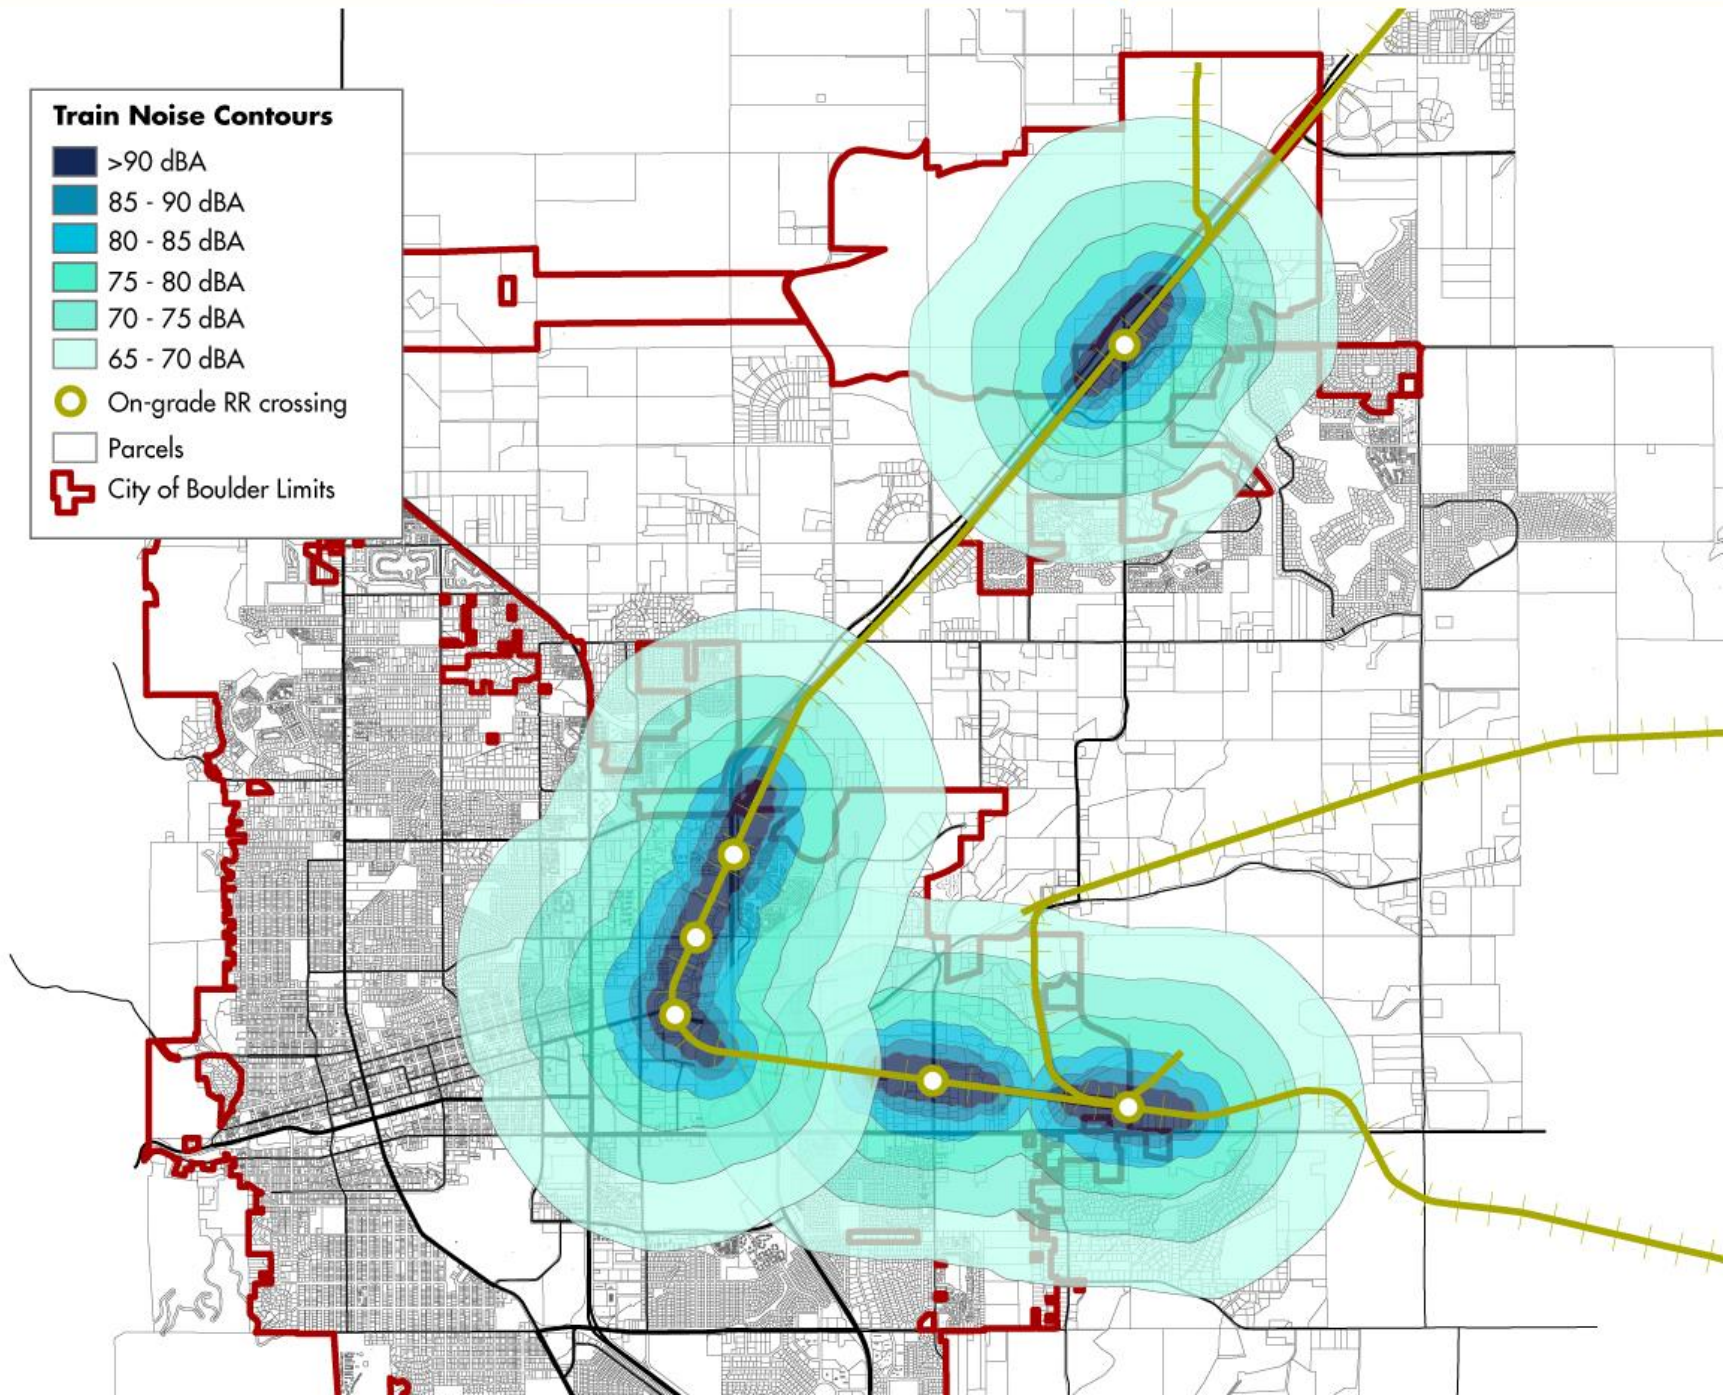 Train Noise Contours
>90 dBA
85 - 90 dBA
80 - 85 dBA
75 - 80 dBA
70 - 75 dBA
65 - 70 dBA
On-grade RR crossing
Parcels
City of Boulder Limits